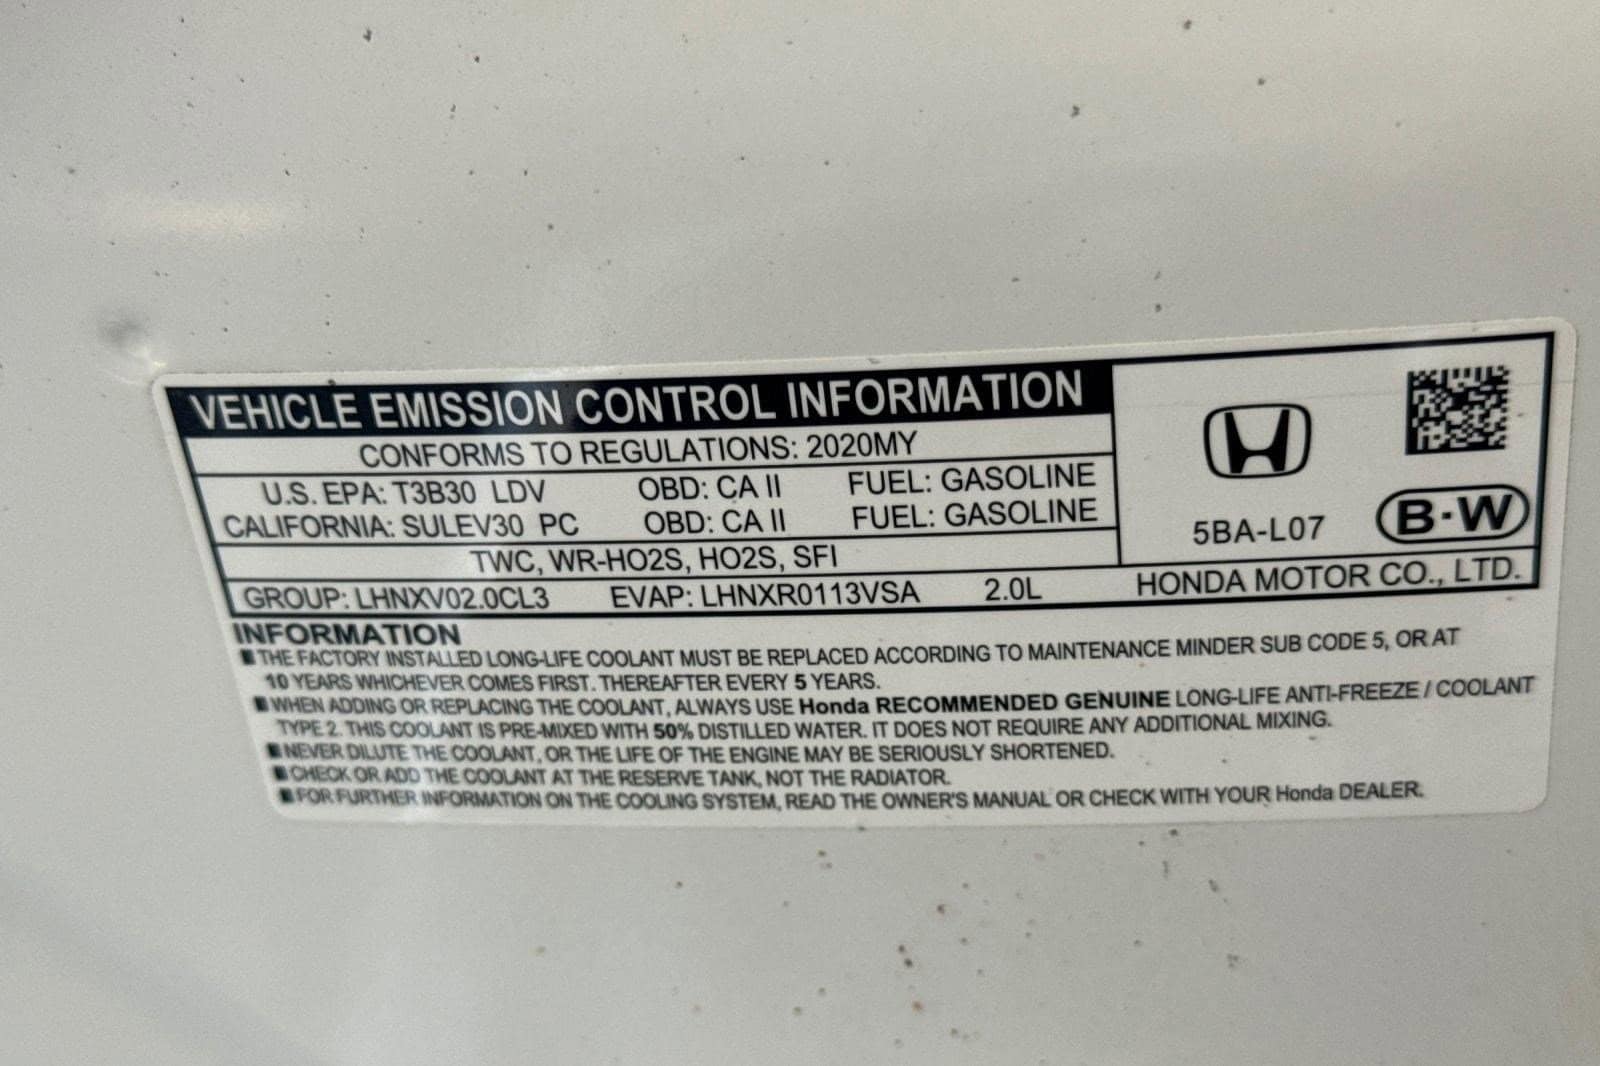 VEHICLE EMISSION CONTROL INFORMATION
CONFORMS TO REGULATIONS: 2020MY
U.S. EPA: T3B30 LDV OBD: CA II FUEL: GASOLINE
CALIFORNIA: SULEV30 PC OBD: CA II FUEL: GASOLINE
TWC, WR-HO2S, HO2S, SFI
GROUP: LHNXV02.0CL3 EVAP: LHNXR0113VSA 2.0L
5BA-L07
B·W
HONDA MOTOR CO., LTD.
INFORMATION
■THE FACTORY INSTALLED LONG-LIFE COOLANT MUST BE REPLACED ACCORDING TO MAINTENANCE MINDER SUB CODE 5, OR AT
10 YEARS WHICHEVER COMES FIRST. THEREAFTER EVERY 5 YEARS.
■WHEN ADDING OR REPLACING THE COOLANT, ALWAYS USE Honda RECOMMENDED GENUINE LONG-LIFE ANTI-FREEZE / COOLANT
TYPE 2. THIS COOLANT IS PRE-MIXED WITH 50% DISTILLED WATER. IT DOES NOT REQUIRE ANY ADDITIONAL MIXING.
■NEVER DILUTE THE COOLANT, OR THE LIFE OF THE ENGINE MAY BE SERIOUSLY SHORTENED.
■CHECK OR ADD THE COOLANT AT THE RESERVE TANK, NOT THE RADIATOR.
■FOR FURTHER INFORMATION ON THE COOLING SYSTEM, READ THE OWNER'S MANUAL OR CHECK WITH YOUR Honda DEALER.